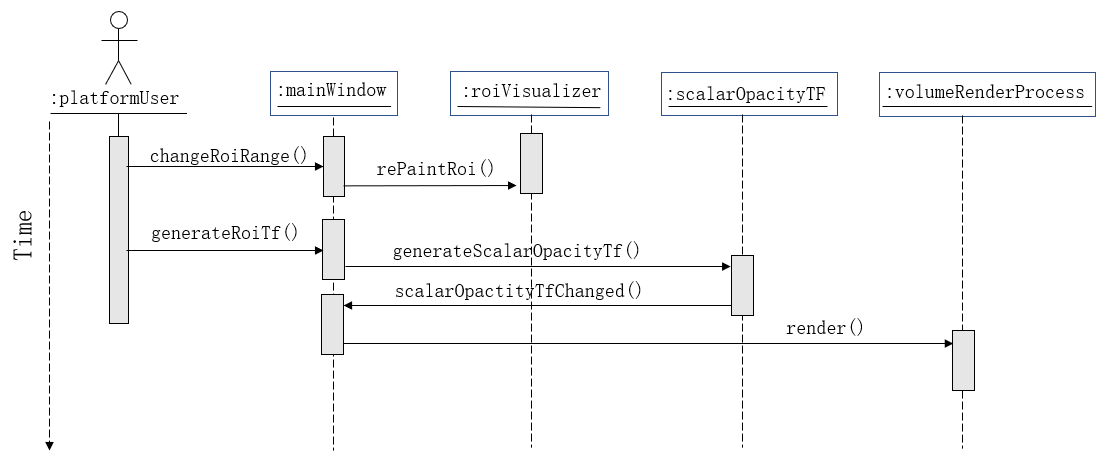 :platformUser
:mainWindow
:roiVisualizer
:scalarOpacityTF
:volumeRenderProcess
changeRoiRange()
rePaintRoi()
Time
generateRoiTf()
generateScalarOpacityTf()
scalarOpactityTfChanged()
render()